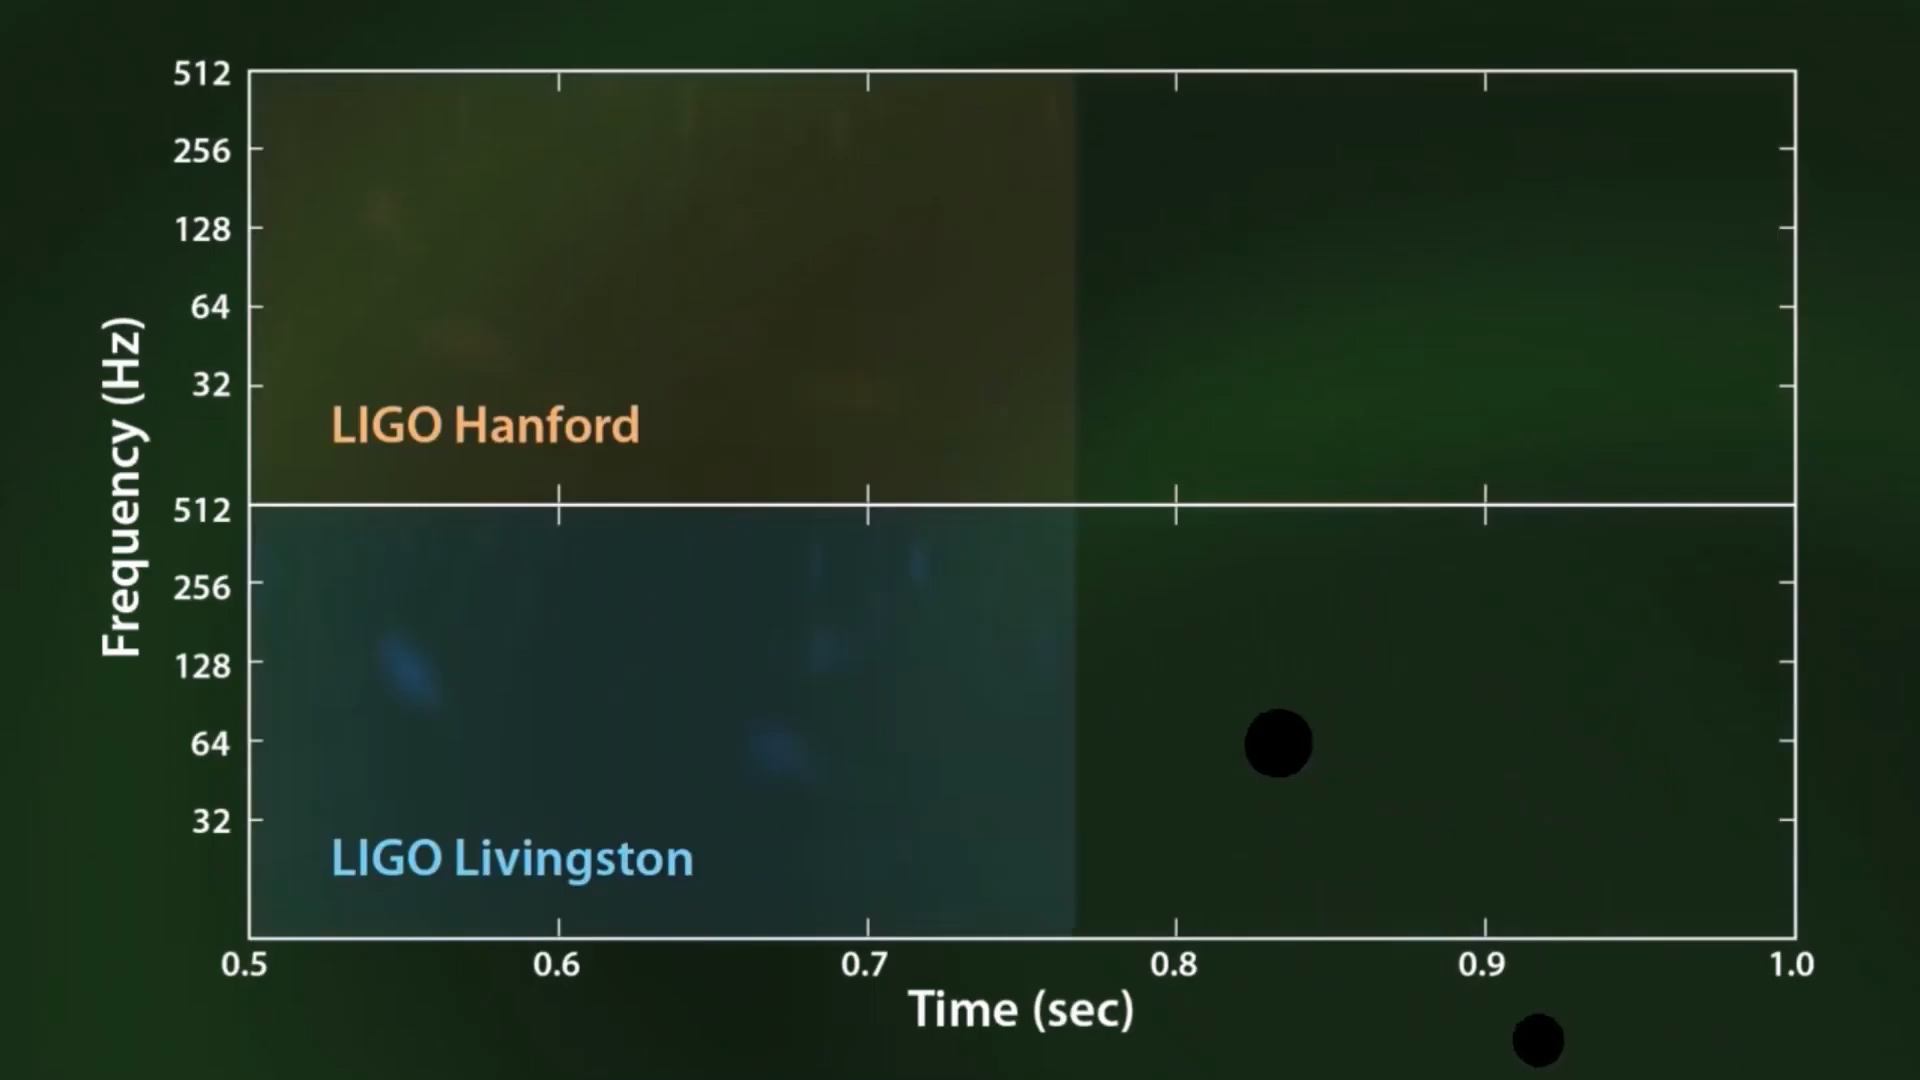 512
256
128
64
32
LIGO Hanford
Frequency (Hz)
512
256
128
64
32
LIGO Livingston
0.5 0.6 0.7 0.8 0.9 1.0
Time (sec)